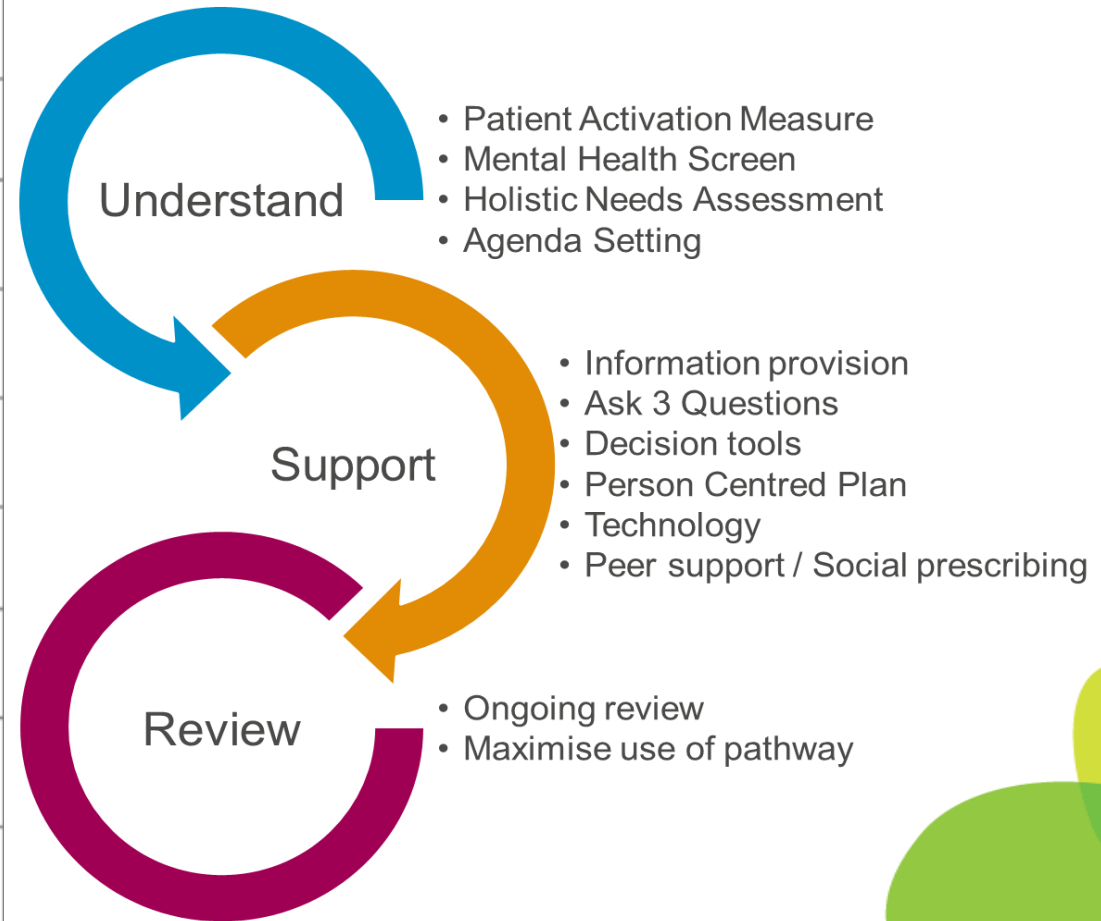 Understand
• Patient Activation Measure
• Mental Health Screen
• Holistic Needs Assessment
• Agenda Setting
Support
• Information provision
• Ask 3 Questions
• Decision tools
• Person Centred Plan
• Technology
• Peer support / Social prescribing
Review
• Ongoing review
• Maximise use of pathway